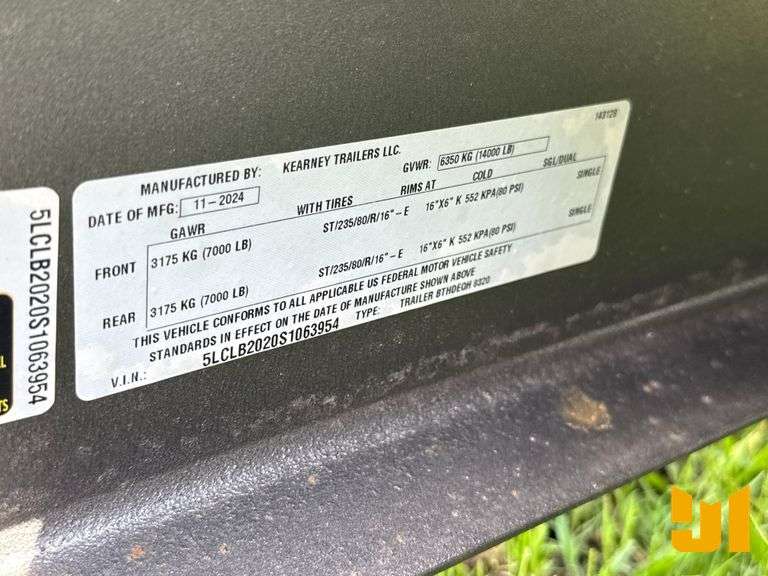 143128
MANUFACTURED BY: KEARNEY TRAILERS LLC.
DATE OF MFG: 11-2024 GVWR: 6350 KG (14000 LB)
GAWR WITH TIRES RIMS AT COLD SGL/DUAL
FRONT 3175 KG (7000 LB) ST/235/80/R/16"-E 16"X6" K 552 KPA(80 PSI) SINGLE
REAR 3175 KG (7000 LB) ST/235/80/R/16"-E 16"X6" K 552 KPA(80 PSI) SINGLE
THIS VEHICLE CONFORMS TO ALL APPLICABLE US FEDERAL MOTOR VEHICLE SAFETY
STANDARDS IN EFFECT ON THE DATE OF MANUFACTURE SHOWN ABOVE
V.I.N.: 5LCLB2020S1063954 TYPE: TRAILER BTHDEQH 8320
5LCLB2020S1063954